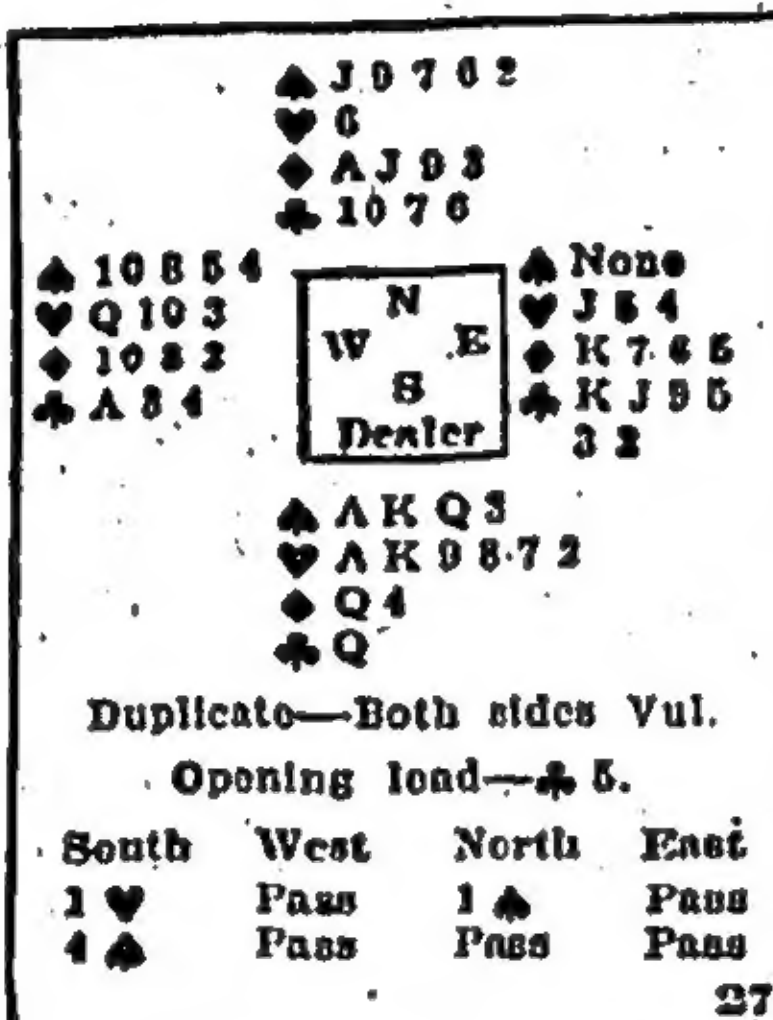 ♠ J 9 7 6 2
♥ 6
♦ A J 9 3
♣ 10 7 6
♠ 10 8 5 4
♥ Q 10 3
♦ 10 8 2
♣ A 8 4
N
W E
S
Dealer
♠ None
♥ J 5 4
♦ K 7 6 5
♣ K J 9 5
3 2
♠ A K Q 3
♥ A K 9 8 7 2
♦ Q 4
♣ Q
Duplicate—Both sides Vul.
Opening lead—♣ 5.
South West North East
1 ♥ Pass 1 ♠ Pass
4 ♠ Pass Pass Pass
27